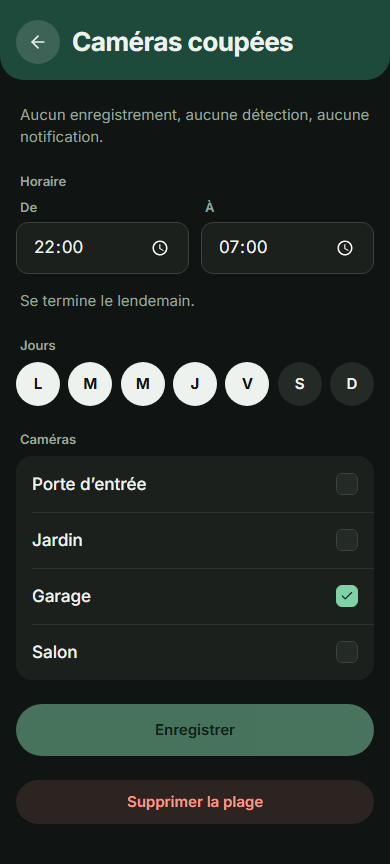 Caméras coupées
Aucun enregistrement, aucune détection, aucune
notification.
Horaire
De À
22:00 07:00
Se termine le lendemain.
Jours
L M M J V S D
Caméras
Porte d’entrée
Jardin
Garage
Salon
Enregistrer
Supprimer la plage